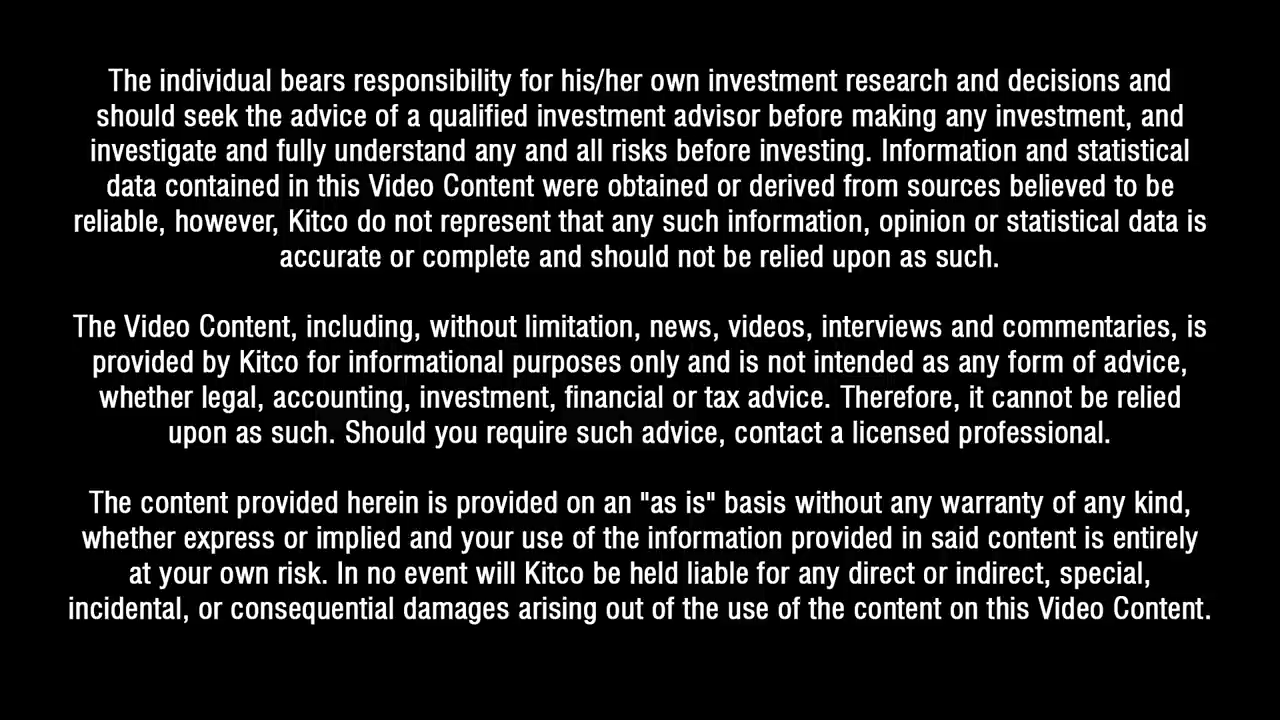 The individual bears responsibility for his/her own investment research and decisions and
should seek the advice of a qualified investment advisor before making any investment, and
investigate and fully understand any and all risks before investing. Information and statistical
data contained in this Video Content were obtained or derived from sources believed to be
reliable, however, Kitco do not represent that any such information, opinion or statistical data is
accurate or complete and should not be relied upon as such.
The Video Content, including, without limitation, news, videos, interviews and commentaries, is
provided by Kitco for informational purposes only and is not intended as any form of advice,
whether legal, accounting, investment, financial or tax advice. Therefore, it cannot be relied
upon as such. Should you require such advice, contact a licensed professional.
The content provided herein is provided on an "as is" basis without any warranty of any kind,
whether express or implied and your use of the information provided in said content is entirely
at your own risk. In no event will Kitco be held liable for any direct or indirect, special,
incidental, or consequential damages arising out of the use of the content on this Video Content.